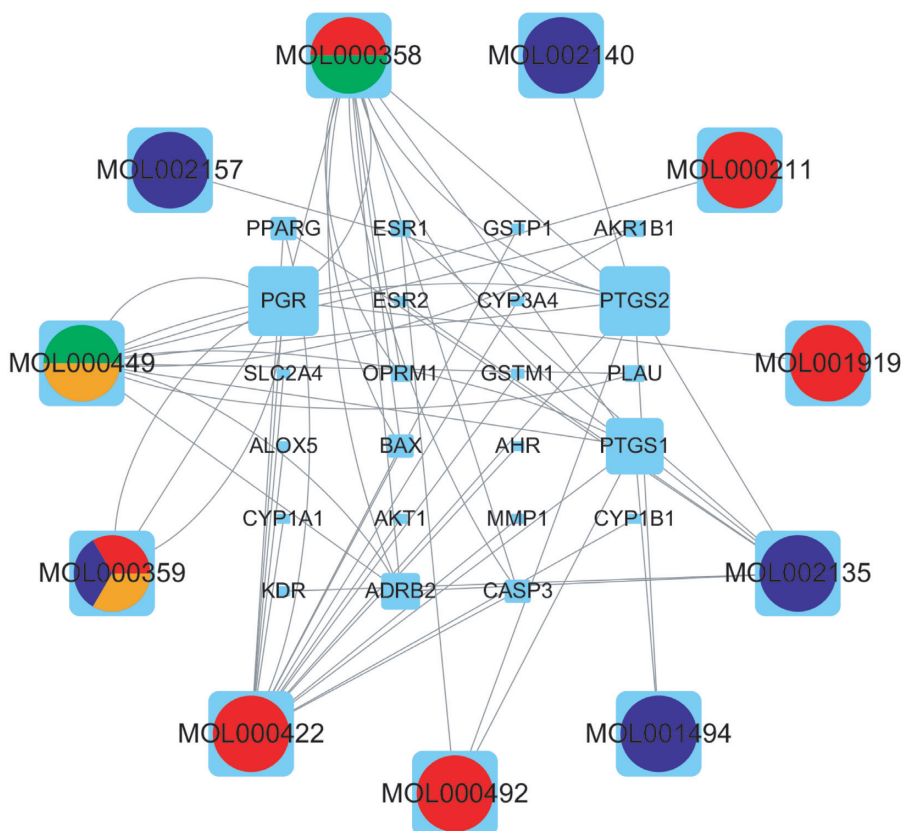 MOL000358
MOL002140
MOL002157
MOL000211
PPARG
ESR1
GSTP1
AKR1B1
PGR
ESR2
CYP3A4
PTGS2
MOL000449
MOL001919
SLC2A4
OPRM1
GSTM1
PLAU
ALOX5
BAX
AHR
PTGS1
CYP1A1
AKT1
MMP1
CYP1B1
MOL000359
MOL002135
KDR
ADRB2
CASP3
MOL000422
MOL001494
MOL000492